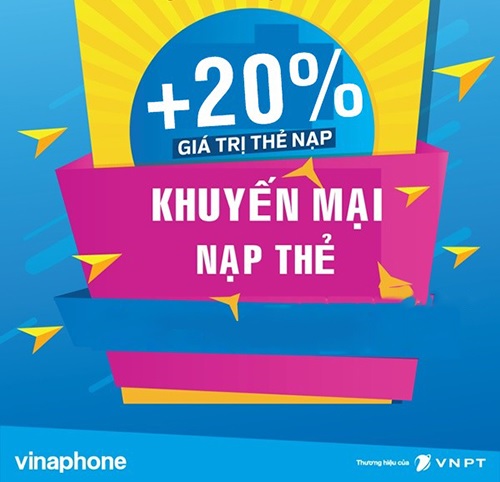 +20%
GIÁ TRỊ THẺ NẠP
KHUYẾN MẠI
NẠP THẺ
vinaphone
Thương hiệu của VNPT